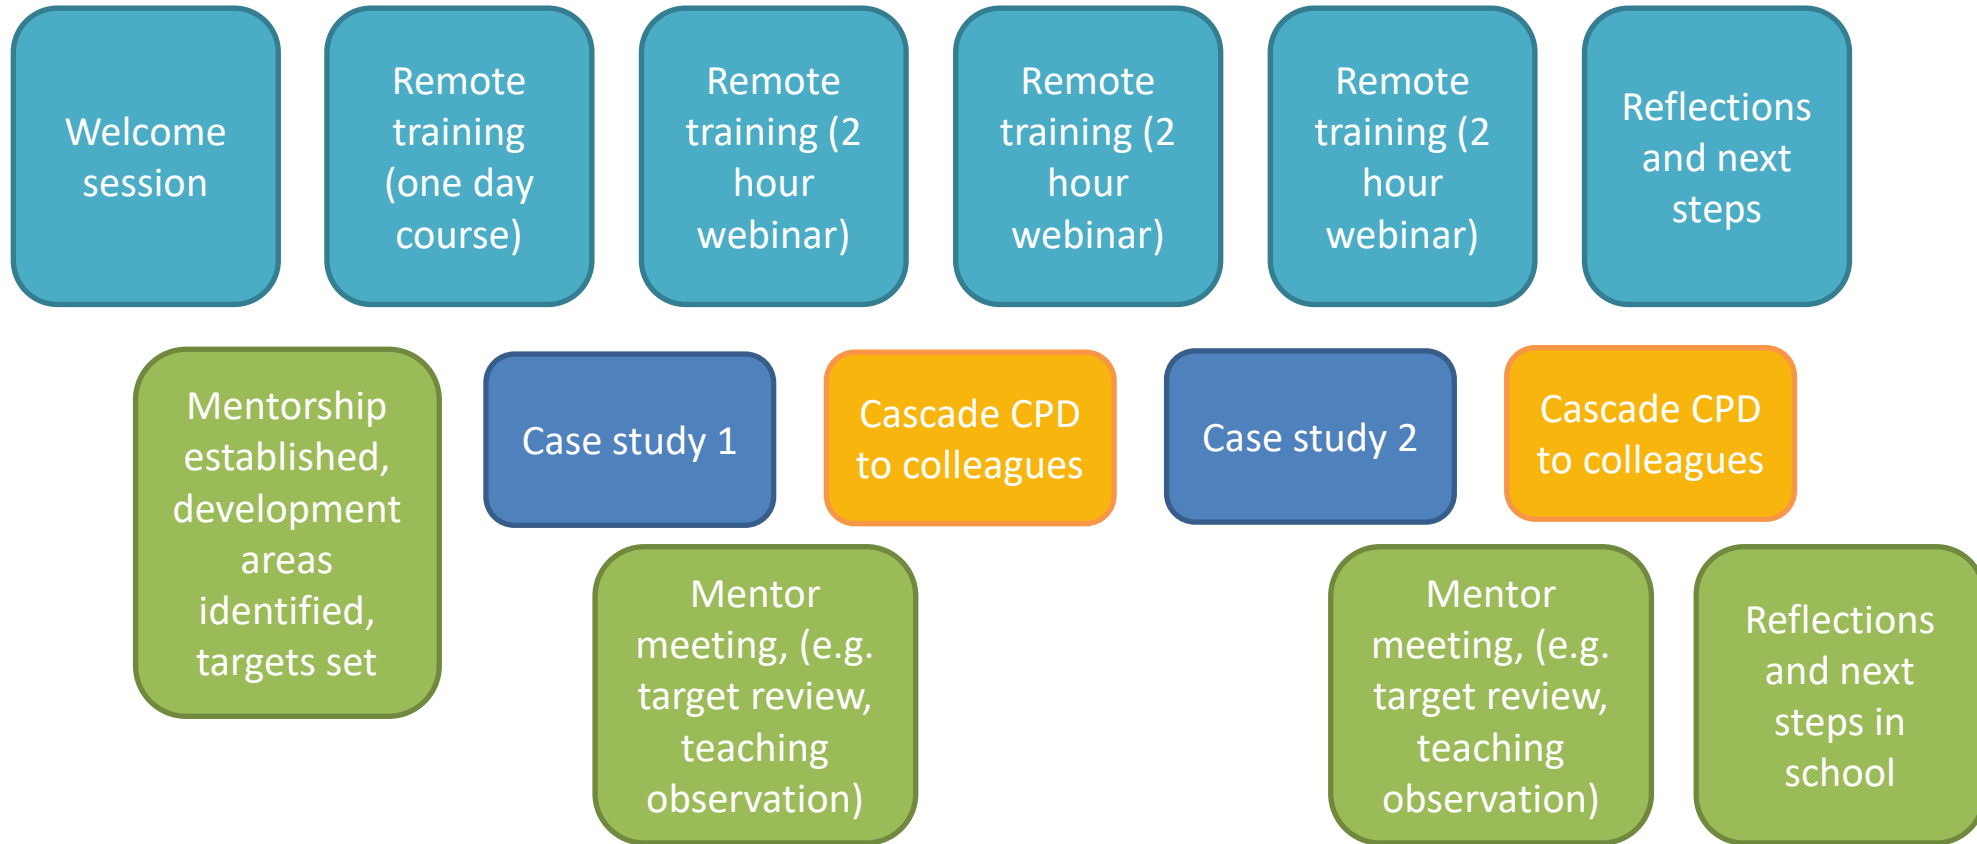 Welcome
session
Remote
training
(one day
course)
Remote
training (2
hour
webinar)
Remote
training (2
hour
webinar)
Remote
training (2
hour
webinar)
Reflections
and next
steps
Mentorship
established,
development
areas
identified,
targets set
Case study 1
Cascade CPD
to colleagues
Case study 2
Cascade CPD
to colleagues
Mentor
meeting, (e.g.
target review,
teaching
observation)
Mentor
meeting, (e.g.
target review,
teaching
observation)
Reflections
and next
steps in
school